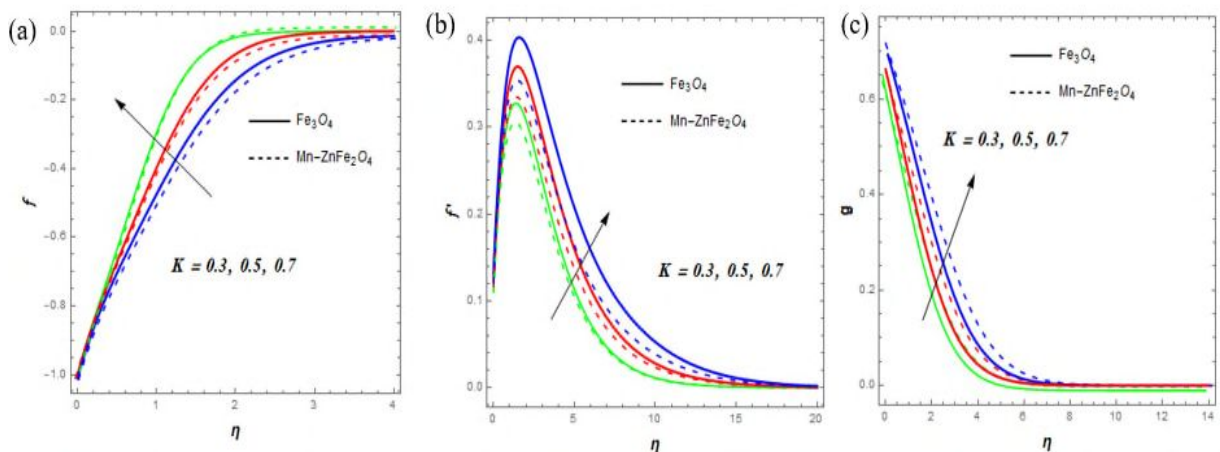 (a)
0.0
−0.2
−0.4
−0.6
−0.8
−1.0
f
Fe₃O₄
Mn−ZnFe₂O₄
K = 0.3, 0.5, 0.7
0 1 2 3 4
η
(b)
0.4
0.3
0.2
0.1
0.0
f'
Fe₃O₄
Mn−ZnFe₂O₄
K = 0.3, 0.5, 0.7
0 5 10 15 20
η
(c)
0.6
0.4
0.2
0.0
g
Fe₃O₄
Mn−ZnFe₂O₄
K = 0.3, 0.5, 0.7
0 2 4 6 8 10 12 14
η